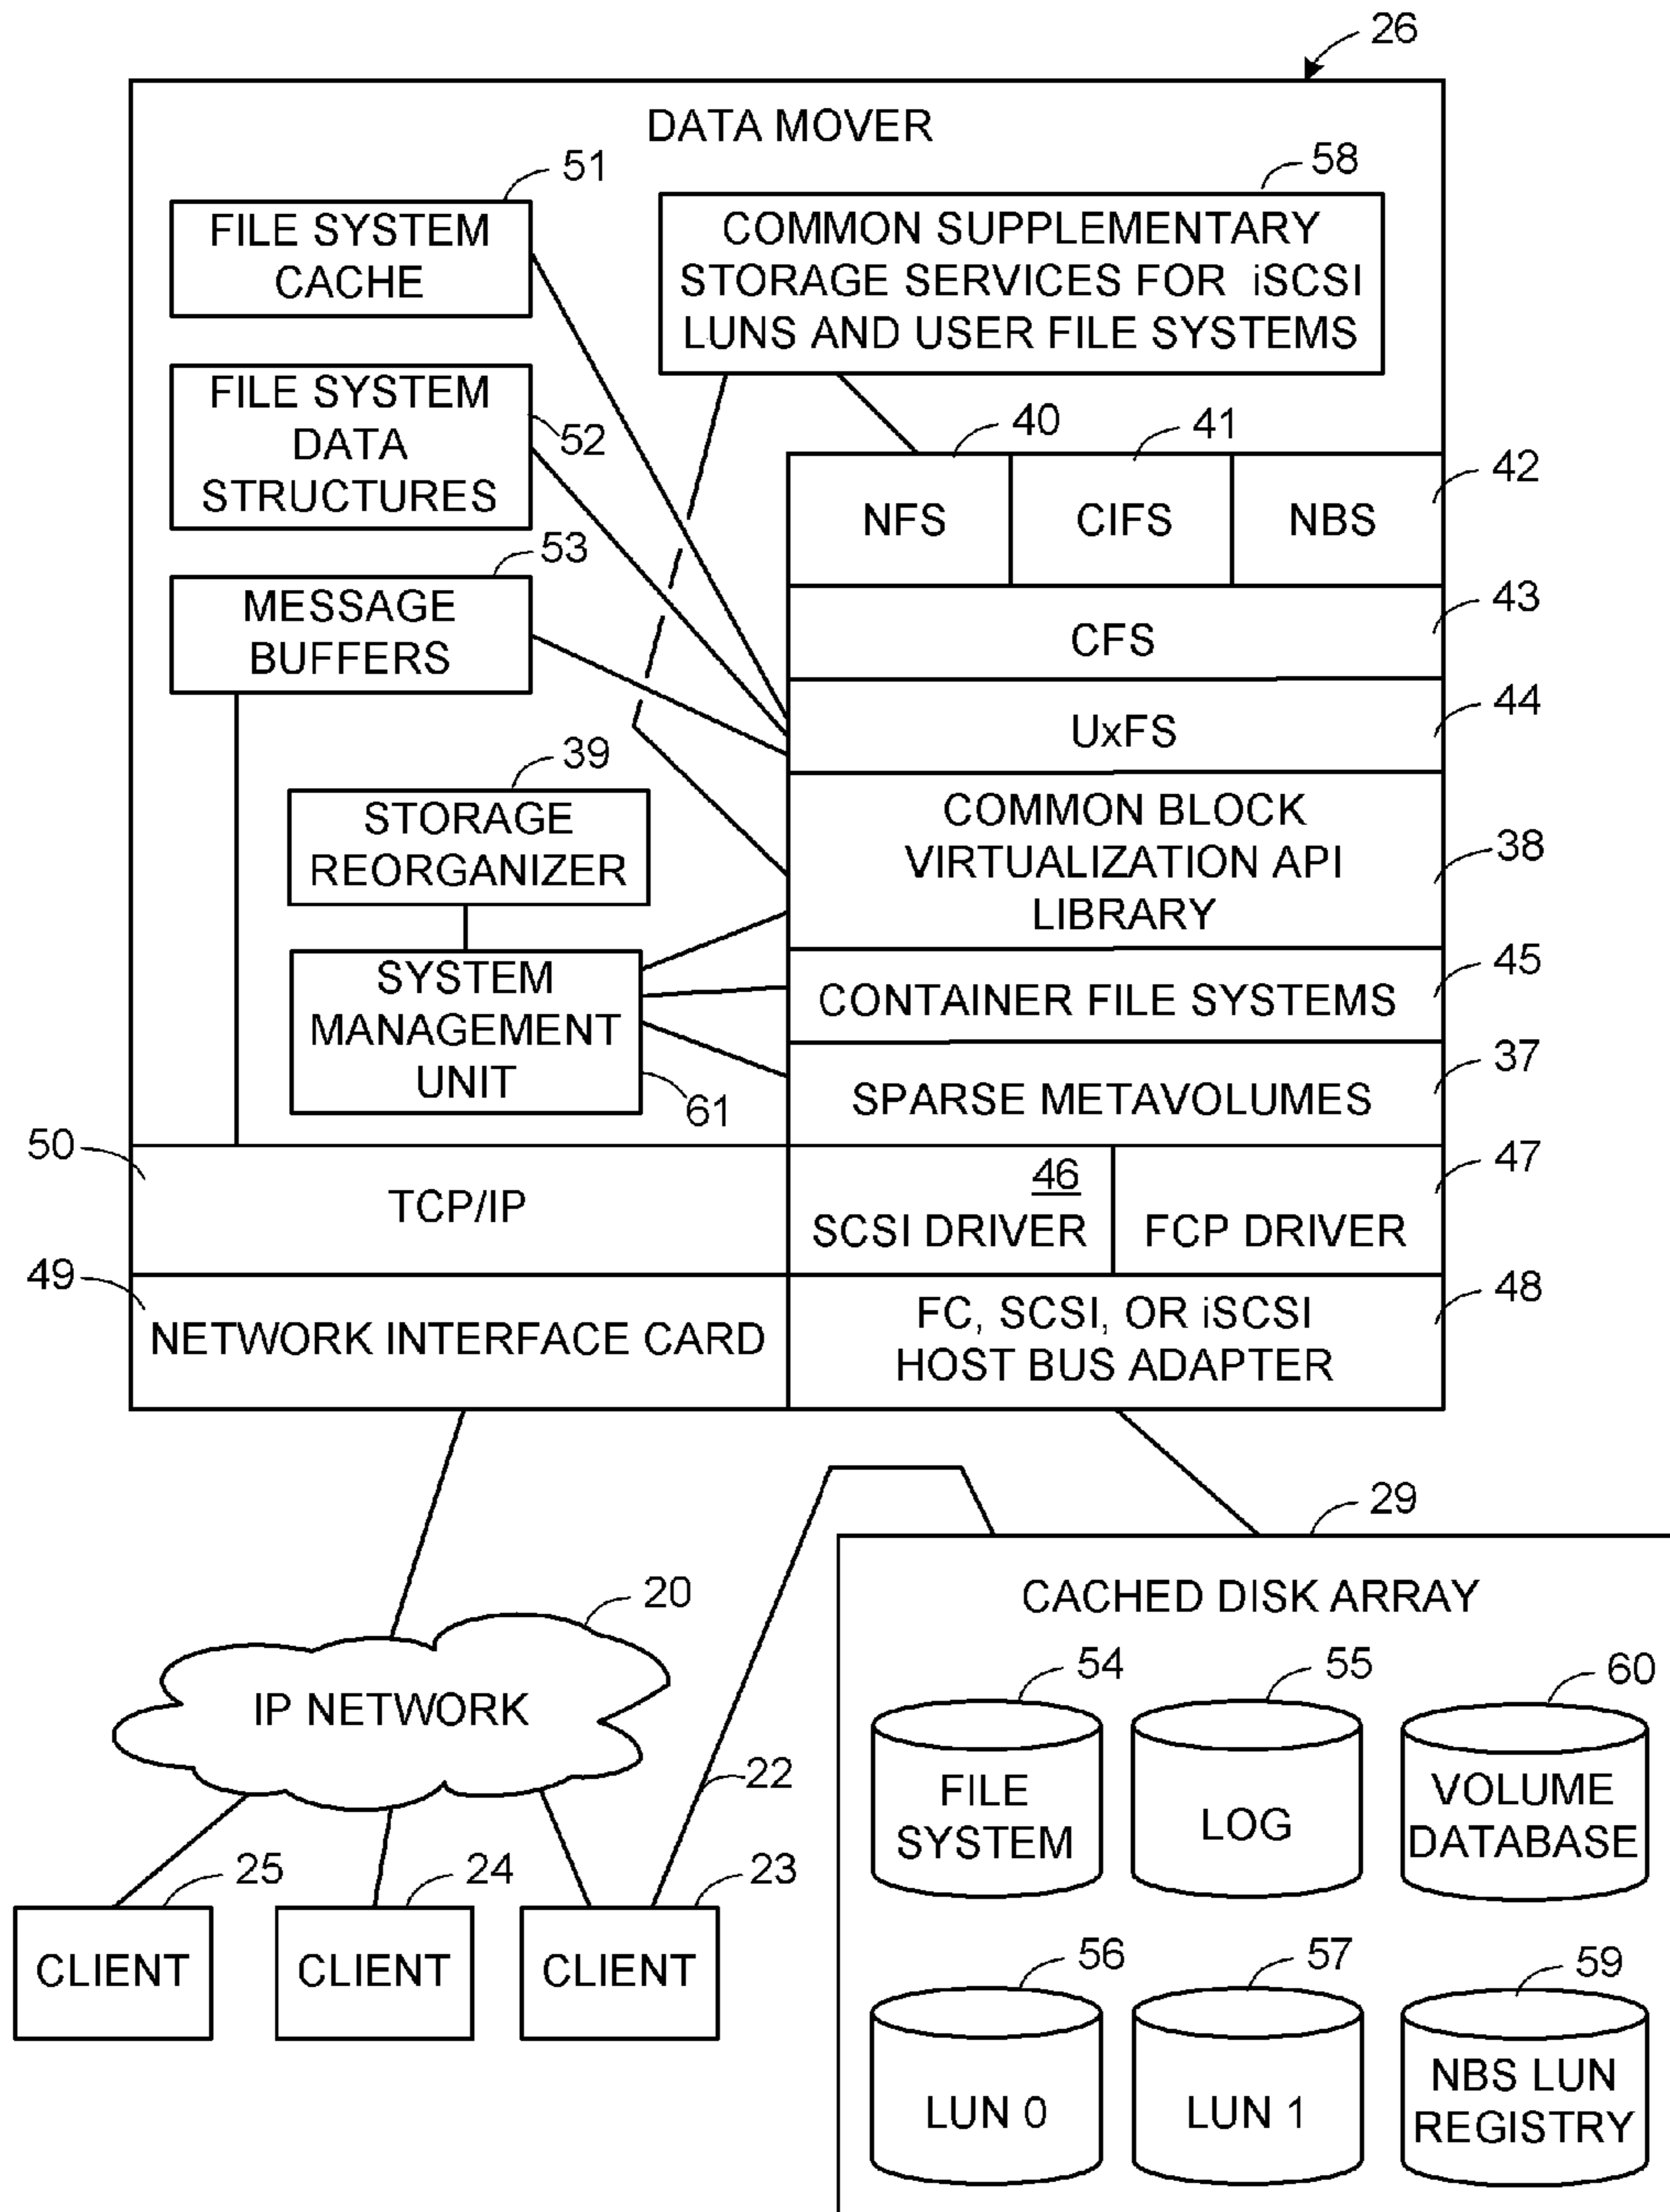 26
DATA MOVER
51
58
FILE SYSTEM
CACHE
COMMON SUPPLEMENTARY
STORAGE SERVICES FOR iSCSI
LUNS AND USER FILE SYSTEMS
FILE SYSTEM
DATA
STRUCTURES
52
40
41
42
NFS
CIFS
NBS
53
MESSAGE
BUFFERS
43
CFS
44
UxFS
39
STORAGE
REORGANIZER
COMMON BLOCK
VIRTUALIZATION API
LIBRARY
38
SYSTEM
MANAGEMENT
UNIT
61
45
CONTAINER FILE SYSTEMS
37
SPARSE METAVOLUMES
50
TCP/IP
46
SCSI DRIVER
FCP DRIVER
47
49
NETWORK INTERFACE CARD
FC, SCSI, OR iSCSI
HOST BUS ADAPTER
48
29
CACHED DISK ARRAY
20
IP NETWORK
22
54
55
60
FILE
SYSTEM
LOG
VOLUME
DATABASE
25
24
23
CLIENT
CLIENT
CLIENT
56
57
59
LUN 0
LUN 1
NBS LUN
REGISTRY